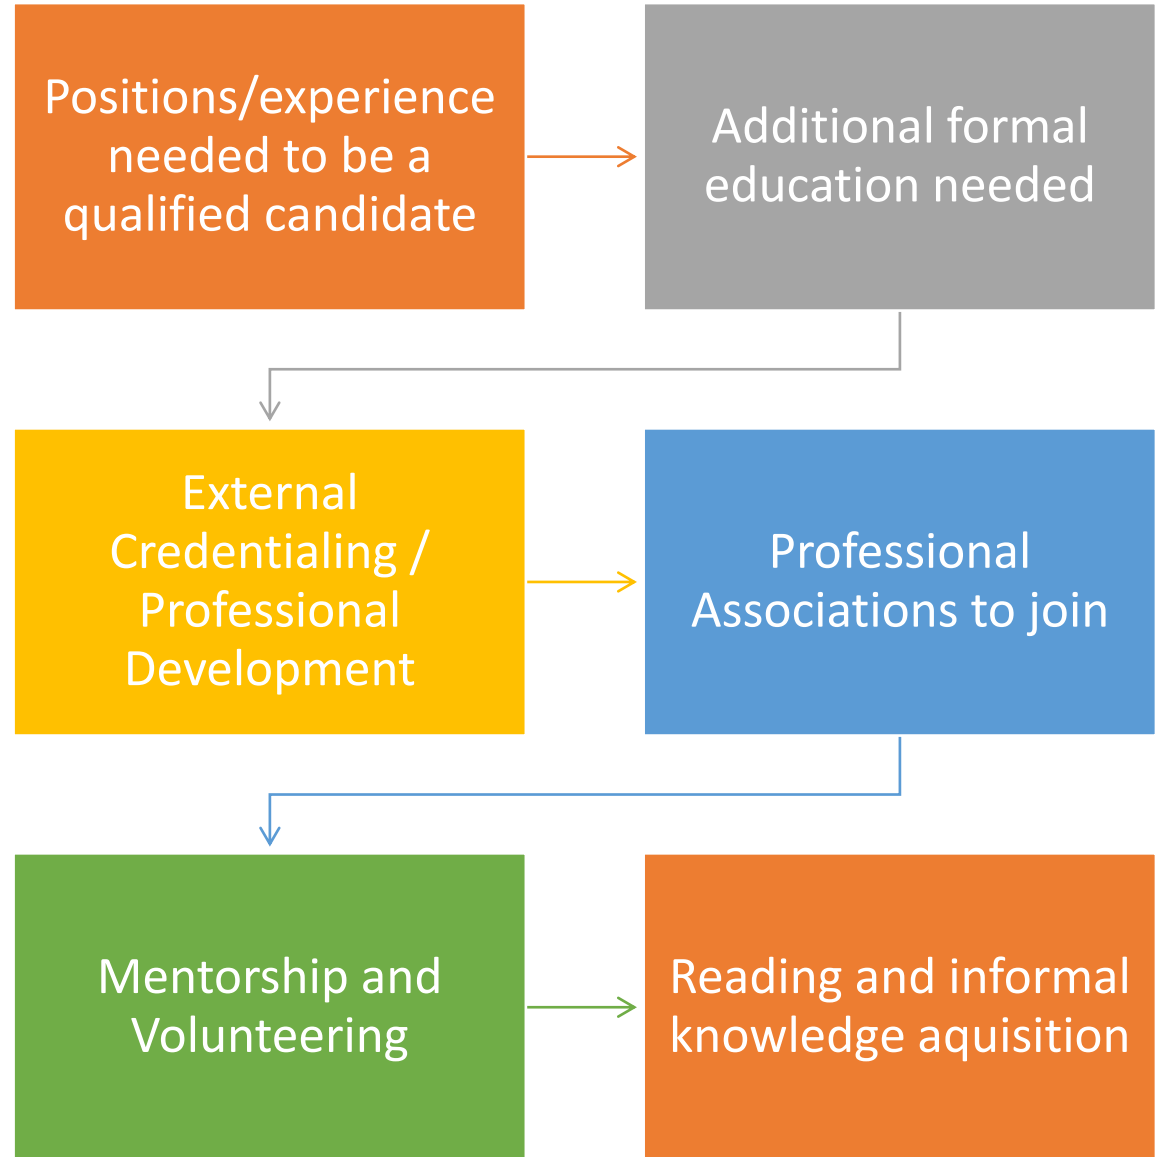 Positions/experience
needed to be a
qualified candidate
Additional formal
education needed
External
Credentialing /
Professional
Development
Professional
Associations to join
Mentorship and
Volunteering
Reading and informal
knowledge aquisition